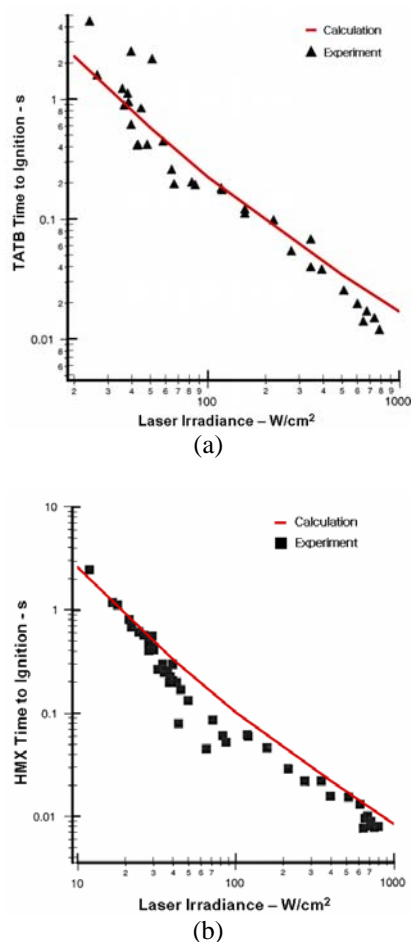 4
2
1
8
6
4
2
0.1
8
6
4
2
0.01
8
6
TATB Time to Ignition - s
Calculation
Experiment
2 3 4 5 6 7 8 9 2 3 4 5 6 7 8 9
100 1000
Laser Irradiance – W/cm²
(a)
10
1
0.1
0.01
HMX Time to Ignition - s
Calculation
Experiment
2 3 4 5 6 7 2 3 4 5 6 7
10 100 1000
Laser Irradiance – W/cm²
(b)